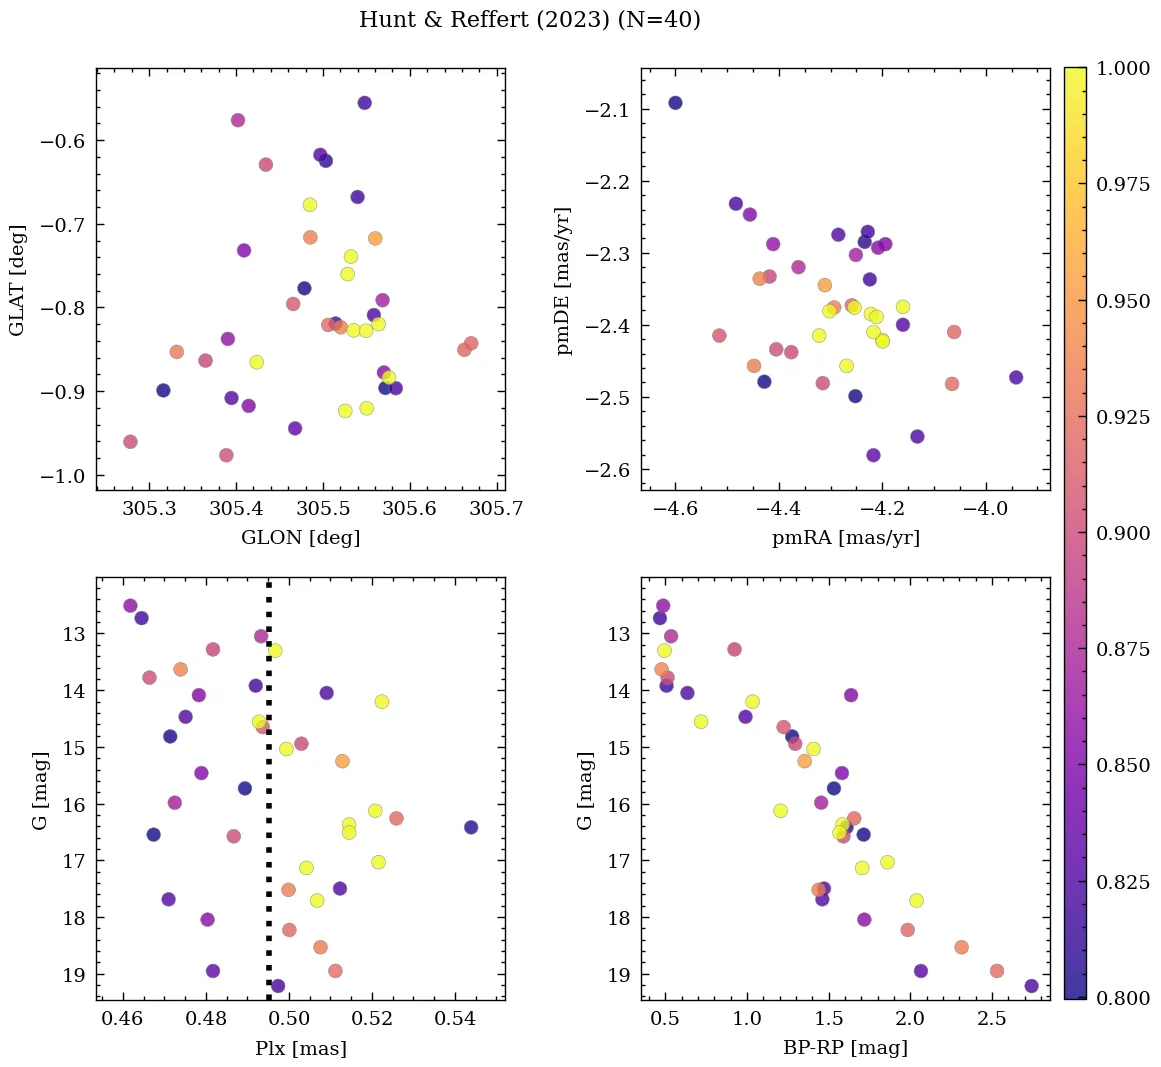 Hunt & Reffert (2023) (N=40)
−0.6
−0.7
−0.8
−0.9
−1.0
GLAT [deg]
305.3 305.4 305.5 305.6 305.7
GLON [deg]
−2.1
−2.2
−2.3
−2.4
−2.5
−2.6
pmDE [mas/yr]
−4.6 −4.4 −4.2 −4.0
pmRA [mas/yr]
13
14
15
16
17
18
19
G [mag]
0.46 0.48 0.50 0.52 0.54
Plx [mas]
13
14
15
16
17
18
19
G [mag]
0.5 1.0 1.5 2.0 2.5
BP-RP [mag]
1.000
0.975
0.950
0.925
0.900
0.875
0.850
0.825
0.800